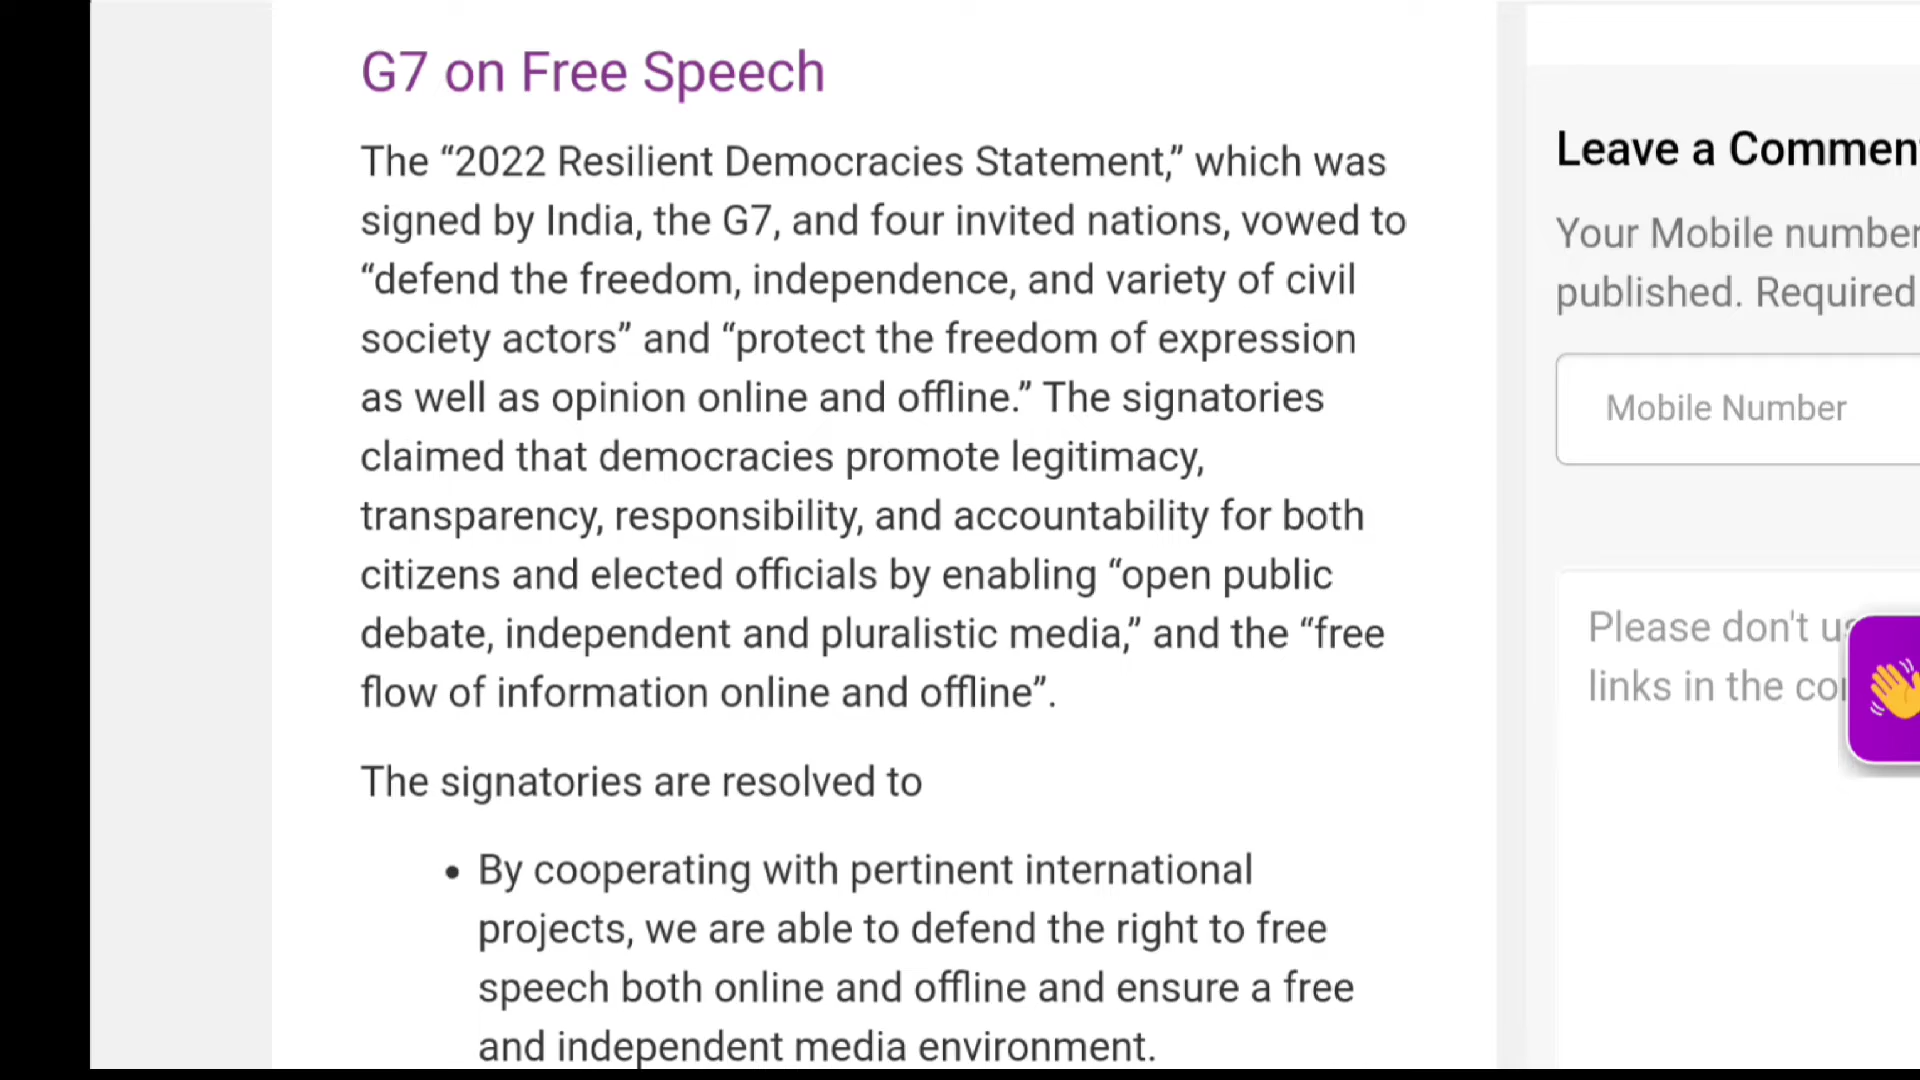 G7 on Free Speech
The “2022 Resilient Democracies Statement,” which was
signed by India, the G7, and four invited nations, vowed to
“defend the freedom, independence, and variety of civil
society actors” and “protect the freedom of expression
as well as opinion online and offline.” The signatories
claimed that democracies promote legitimacy,
transparency, responsibility, and accountability for both
citizens and elected officials by enabling “open public
debate, independent and pluralistic media,” and the “free
flow of information online and offline”.
The signatories are resolved to
• By cooperating with pertinent international
projects, we are able to defend the right to free
speech both online and offline and ensure a free
and independent media environment.
Leave a Commen
Your Mobile number
published. Required
Mobile Number
Please don't
links in the